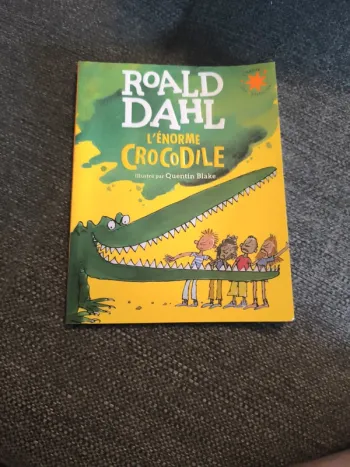 ROALD
DAHL
L'ÉNORME
CROCODILE
Illustré par Quentin Blake